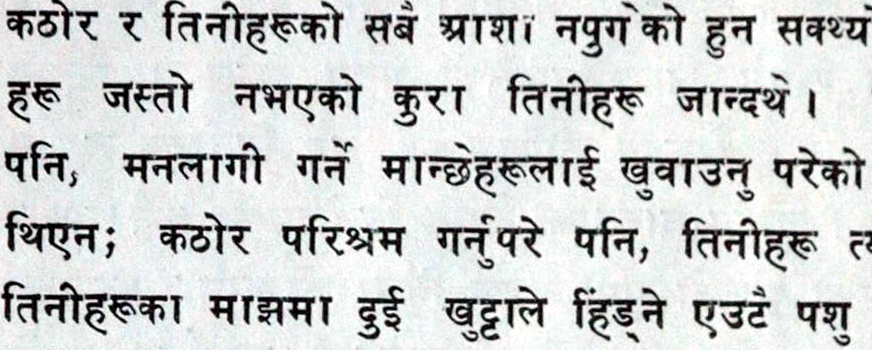 कठोर र तिनीहरूको सबै आशा नपुगेको हुन सक्थ्यो
हरू जस्तो नभएको कुरा तिनीहरू जान्दथे ।
पनि, मनलागी गर्ने मान्छेहरूलाई खुवाउनु परेको
थिएन; कठोर परिश्रम गर्नुपरे पनि, तिनीहरू
तिनीहरूका माझमा दुई खुट्टाले हिंड्ने एउटै पशु